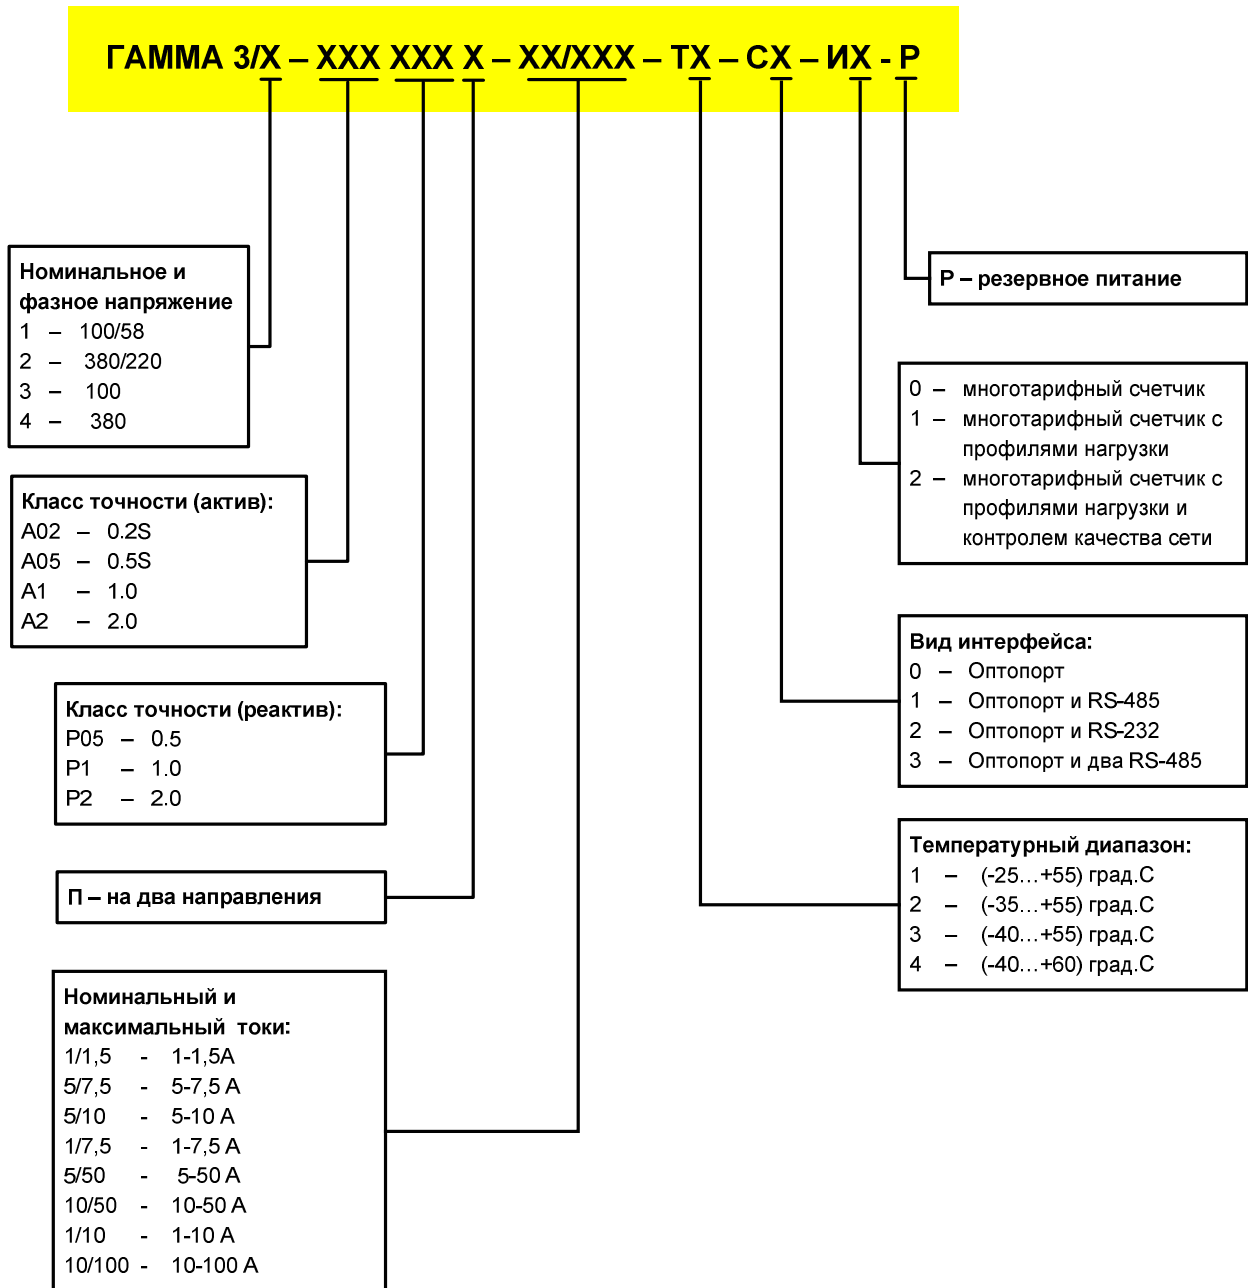 ГАММА 3/Х – ХХХ ХХХ Х – ХХ/ХХХ – ТХ – СХ – ИХ - Р
Номинальное и
фазное напряжение
1 – 100/58
2 – 380/220
3 – 100
4 – 380
Класс точности (актив):
А02 – 0.2S
А05 – 0.5S
А1 – 1.0
А2 – 2.0
Класс точности (реактив):
Р05 – 0.5
Р1 – 1.0
Р2 – 2.0
П – на два направления
Номинальный и
максимальный токи:
1/1,5 - 1-1,5А
5/7,5 - 5-7,5 А
5/10 - 5-10 А
1/7,5 - 1-7,5 А
5/50 - 5-50 А
10/50 - 10-50 А
1/10 - 1-10 А
10/100 - 10-100 А
Р – резервное питание
0 – многотарифный счетчик
1 – многотарифный счетчик с
профилями нагрузки
2 – многотарифный счетчик с
профилями нагрузки и
контролем качества сети
Вид интерфейса:
0 – Оптопорт
1 – Оптопорт и RS-485
2 – Оптопорт и RS-232
3 – Оптопорт и два RS-485
Температурный диапазон:
1 – (-25…+55) град.С
2 – (-35…+55) град.С
3 – (-40…+55) град.С
4 – (-40…+60) град.С